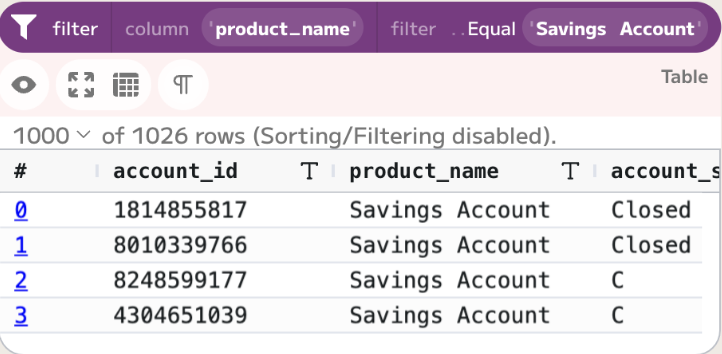 filter column 'product_name' filter ..Equal 'Savings Account'
Table
1000 of 1026 rows (Sorting/Filtering disabled).
# account_id T product_name T account_s
0 1814855817 Savings Account Closed
1 8010339766 Savings Account Closed
2 8248599177 Savings Account C
3 4304651039 Savings Account C